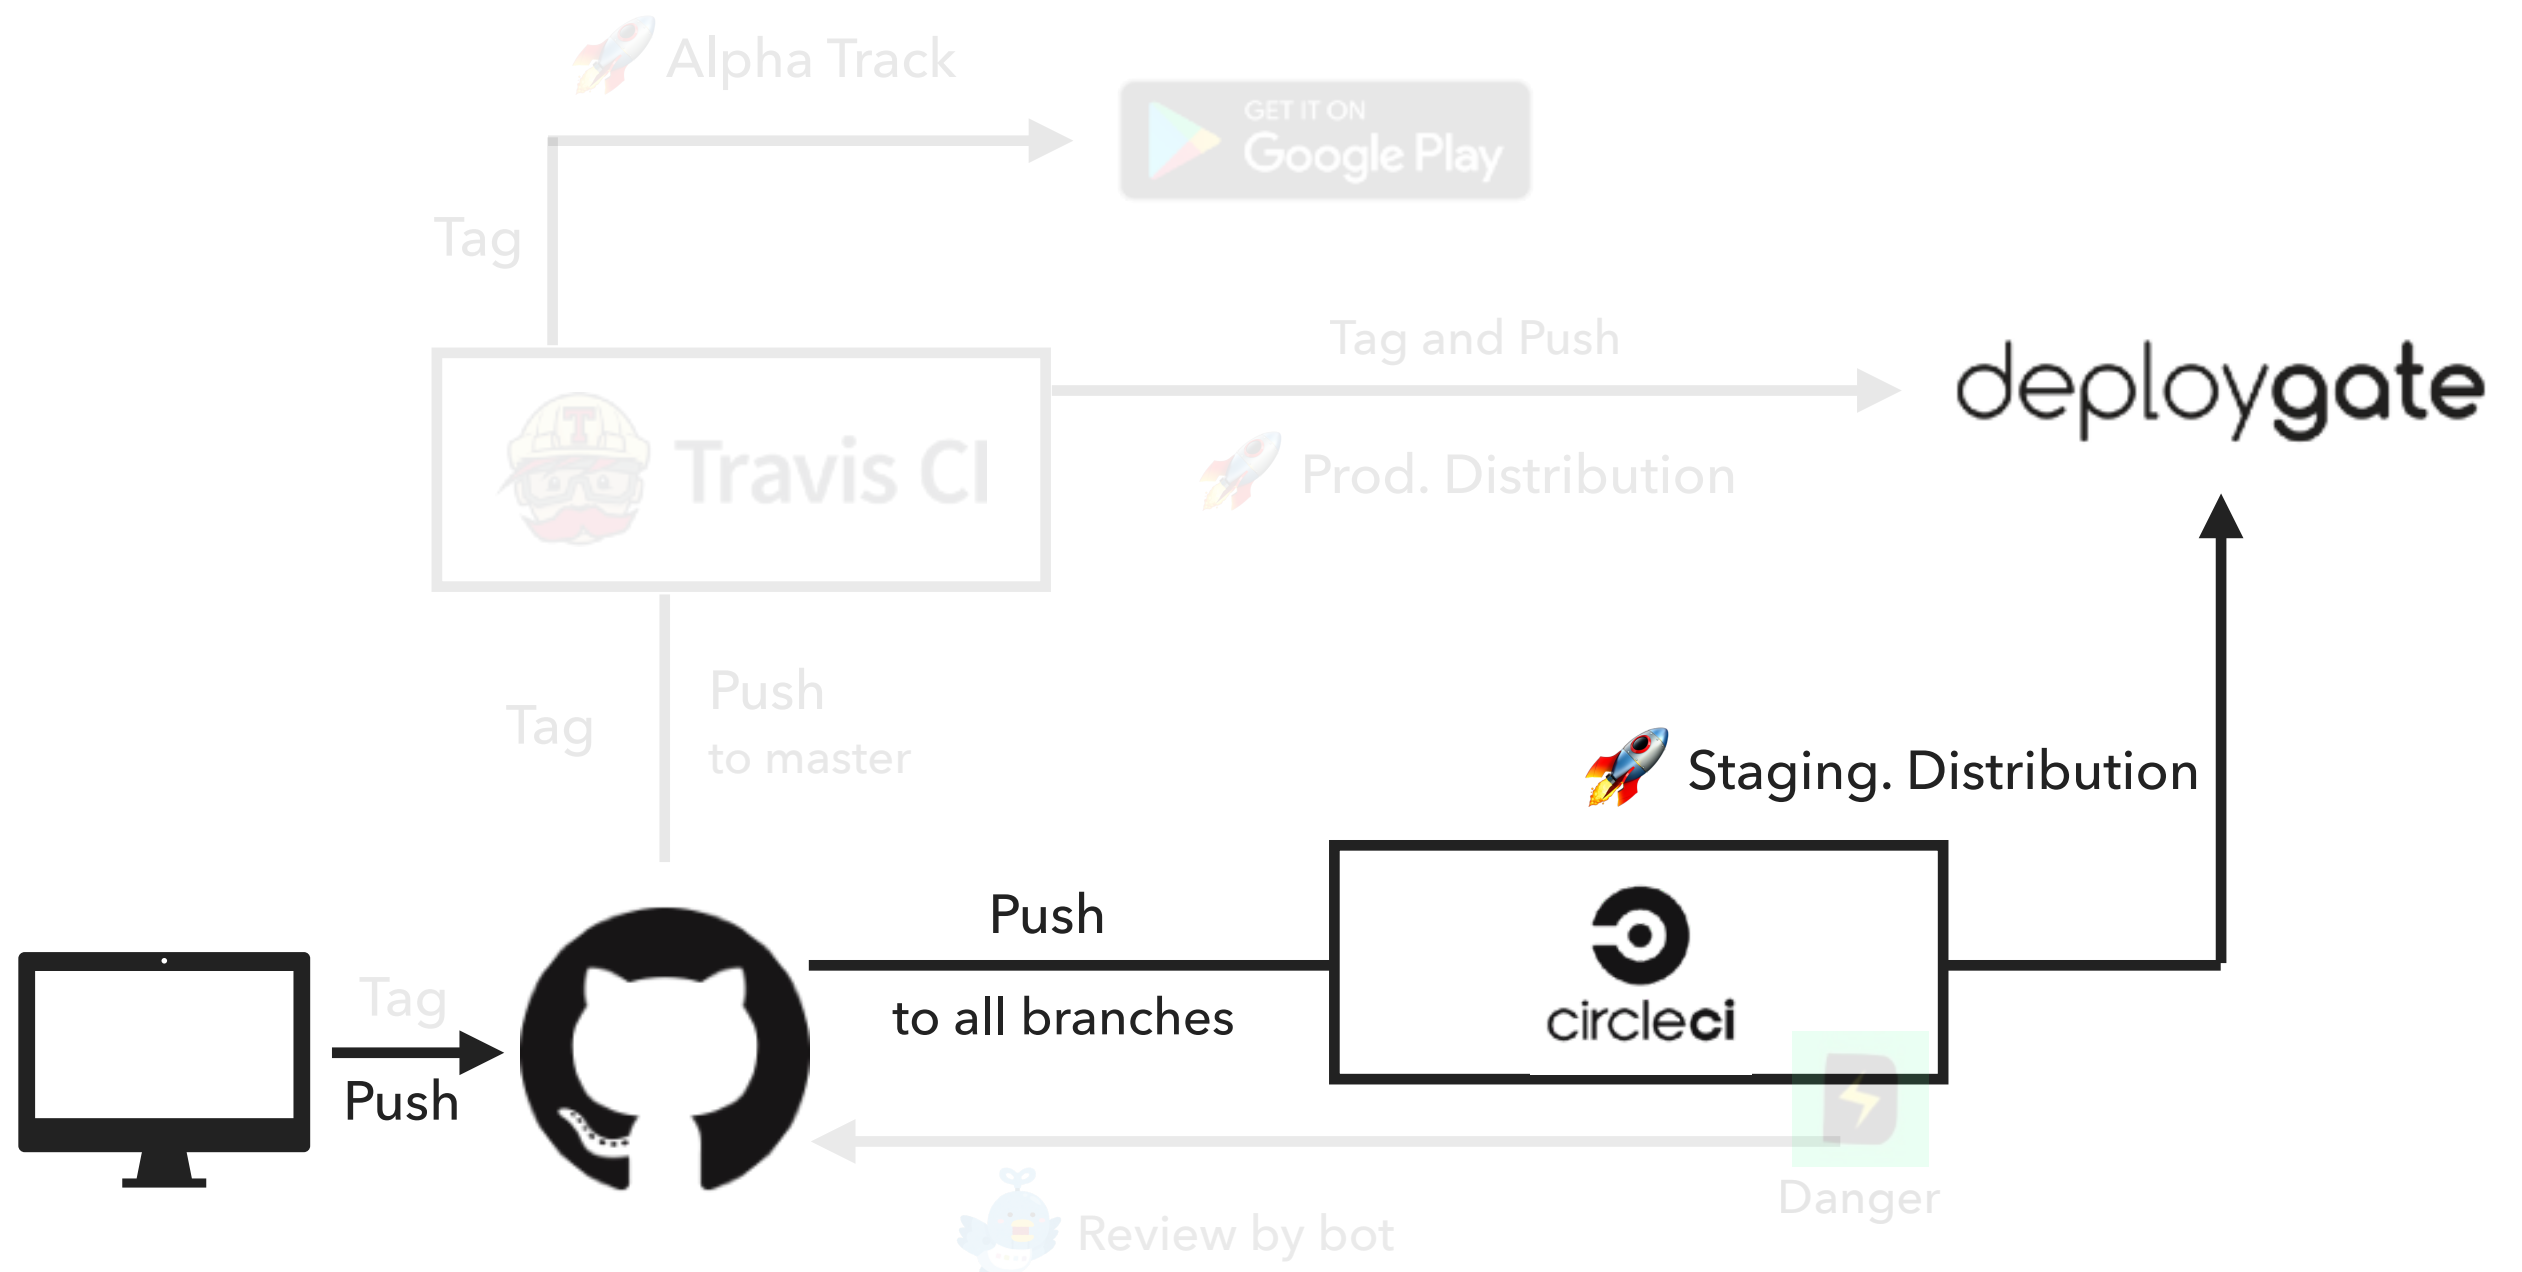 Alpha Track
GET IT ON
Google Play
Tag
Tag and Push
deploygate
Travis CI
Prod. Distribution
Push
to master
Tag
Staging. Distribution
Push
to all branches
circleci
Tag
Push
Danger
Review by bot